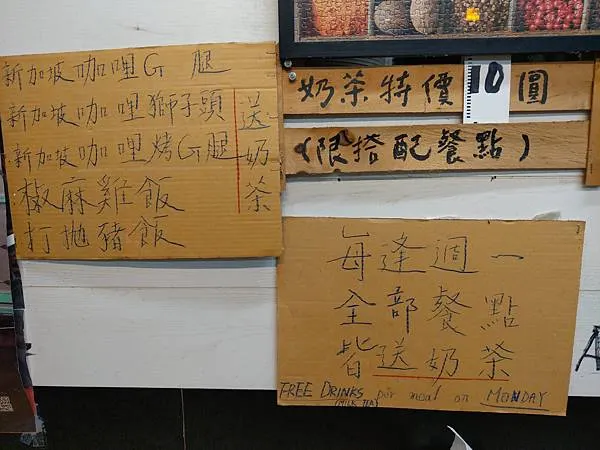 新加坡咖哩G腿
新加坡咖哩獅子頭
新加坡咖哩烤G腿
椒麻雞飯
打拋豬飯
送奶茶
奶茶特價10圓
(限搭配餐點)
每逢週一
全部餐點
皆送奶茶
FREE DRINKS per meal on MONDAY
(MILK TEA)